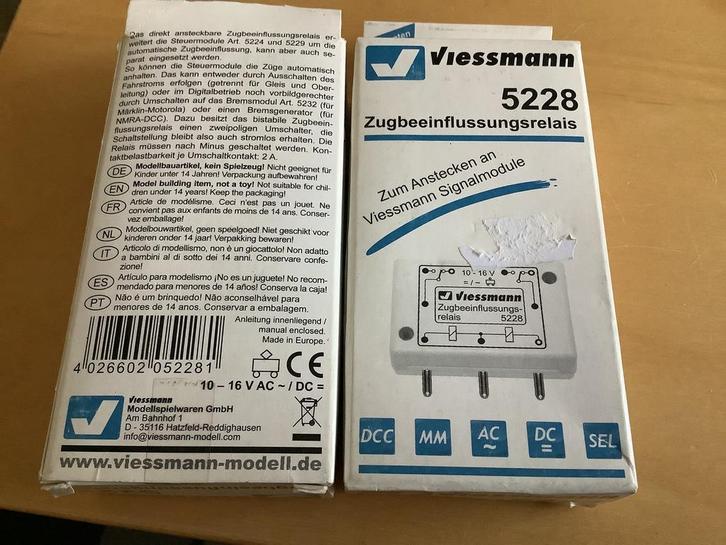 Das direkt ansteckbare Zugbeeinflussungsrelais er-
weitert die Steuermodule Art. 5224 und 5229 um die
automatische Zugbeeinflussung, kann aber auch se-
parat eingesetzt werden.
So können die Steuermodule die Züge automatisch
anhalten. Das kann entweder durch Ausschalten des
Fahrstroms erfolgen (getrennt für Gleis und Ober-
leitung) oder im Digitalbetrieb noch vorbildgerechter
durch Umschalten auf das Bremsmodul Art. 5232 (für
Märklin-Motorola) oder einen Bremsgenerator (für
NMRA-DCC). Dazu besitzt das bistabile Zugbeein-
flussungsrelais einen zweipoligen Umschalter, die
Schaltstellung bleibt also auch stromlos erhalten. Die
Relais müssen nach Minus geschaltet werden. Kon-
taktbelastbarkeit je Umschaltkontakt: 2 A.
DE Modellbauartikel, kein Spielzeug! Nicht geeignet für
Kinder unter 14 Jahren! Verpackung aufbewahren!
EN Model building item, not a toy! Not suitable for chil-
dren under 14 years! Keep the packaging!
FR Article de modélisme. Ceci n'est pas un jouet. Ne
convient pas aux enfants de moins de 14 ans. Conser-
vez emballage!
NL Modelbouwartikel, geen speelgoed! Niet geschikt voor
kinderen onder 14 jaar! Verpakking bewaren!
IT Articolo di modellismo, non è un giocattolo! Non adatto
a bambini al di sotto dei 14 anni. Conservare confe-
zione!
ES Artículo para modelismo ¡No es un juguete! No recom-
mendado para menores de 14 años! Conserva la caja!
PT Não é um brinquedo! Não aconselhável para
menores de 14 anos. Conservar a embalagem.
Anleitung innenliegend /
manual enclosed.
Made in Europe.
4 026602 052281
CE
10 – 16 V AC ~ / DC =
Viessmann
Modellspielwaren GmbH
Am Bahnhof 1
D - 35116 Hatzfeld-Reddighausen
info@viessmann-modell.com
www.viessmann-modell.de
Viessmann
5228
Zugbeeinflussungsrelais
Zum Anstecken an
Viessmann Signalmodule
10 - 16 V
= / ~
Viessmann
Zugbeeinflussungs-
relais 5228
DCC
MM
AC
~
DC
=
SEL